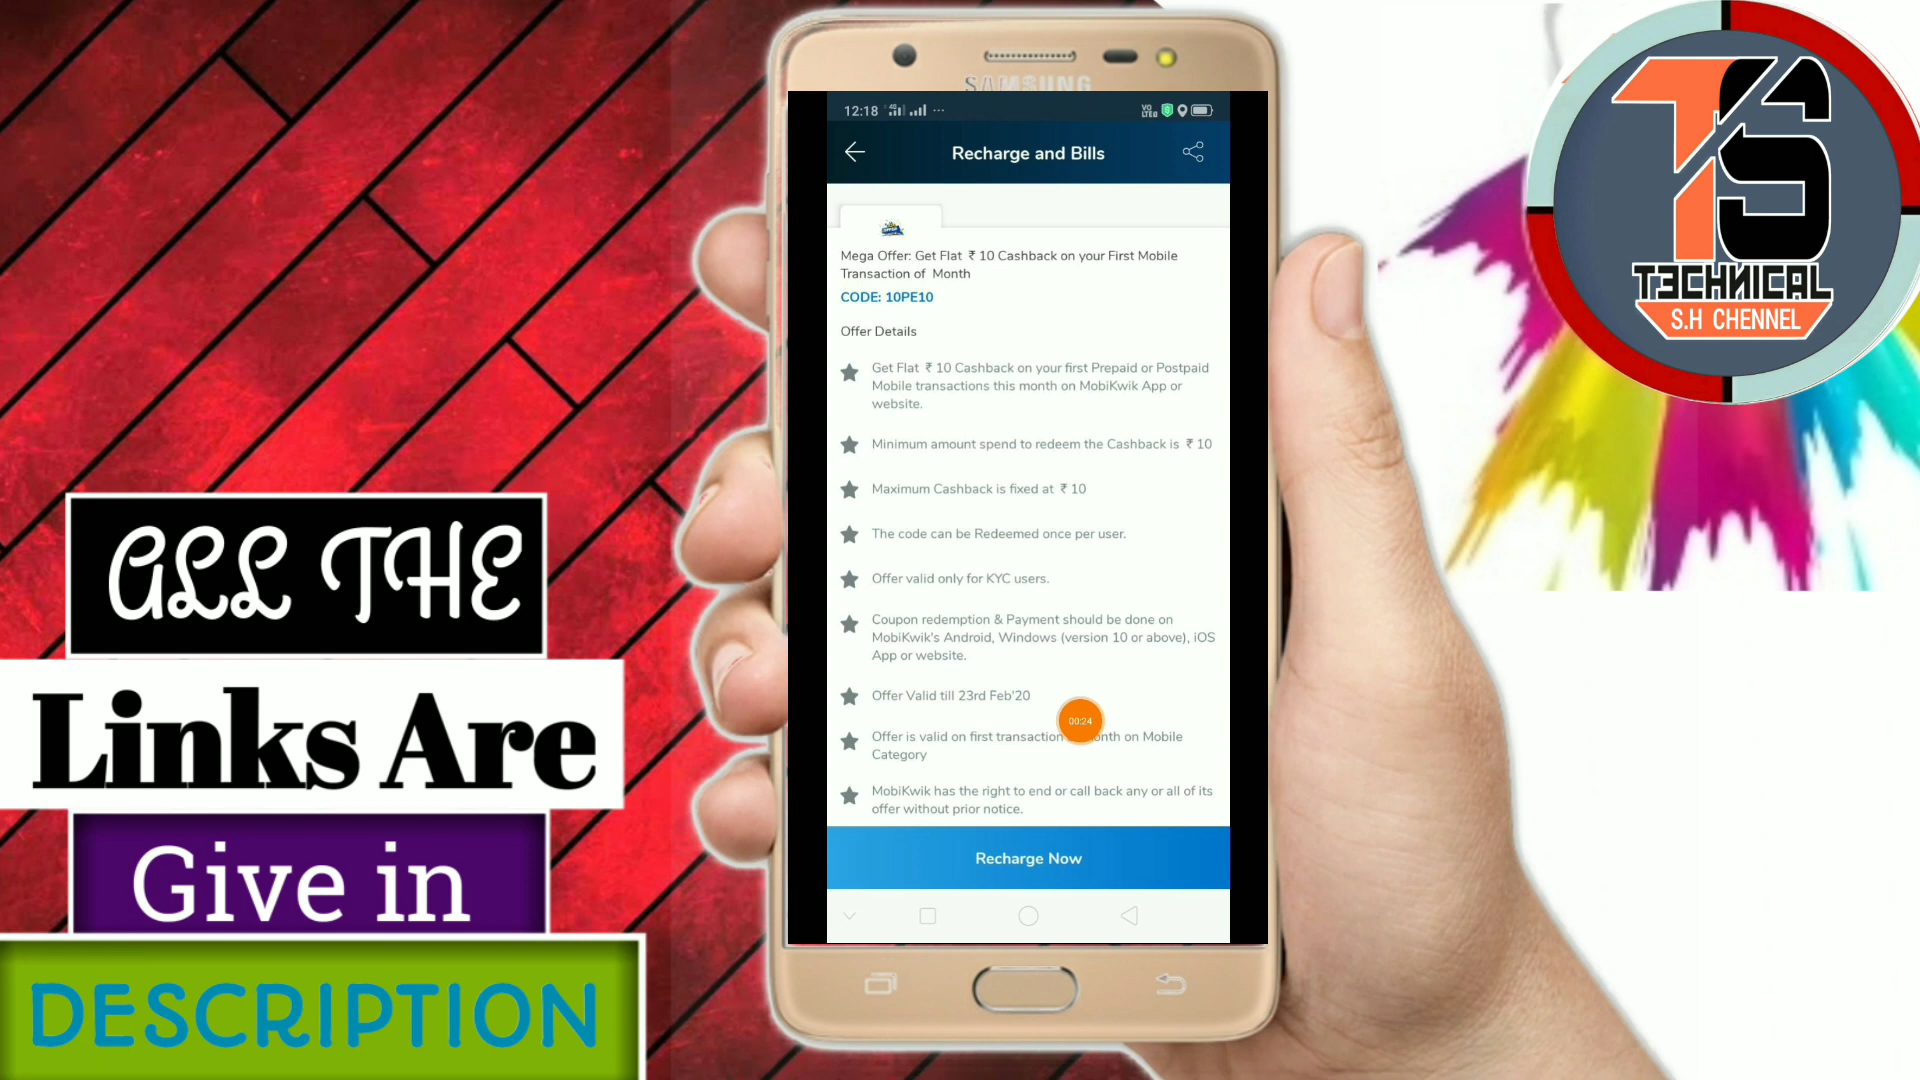 SAMSUNG
12:18
4G
VO
LTE
Recharge and Bills
Mega Offer: Get Flat ₹ 10 Cashback on your First Mobile
Transaction of Month
CODE: 10PE10
Offer Details
Get Flat ₹ 10 Cashback on your first Prepaid or Postpaid
Mobile transactions this month on MobiKwik App or
website.
Minimum amount spend to redeem the Cashback is ₹ 10
Maximum Cashback is fixed at ₹ 10
The code can be Redeemed once per user.
Offer valid only for KYC users.
Coupon redemption & Payment should be done on
MobiKwik's Android, Windows (version 10 or above), iOS
App or website.
Offer Valid till 23rd Feb'20
00:24
Offer is valid on first transaction onth on Mobile
Category
MobiKwik has the right to end or call back any or all of its
offer without prior notice.
Recharge Now
ALL THE
Links Are
Give in
DESCRIPTION
TS
TECHNICAL
S.H CHENNEL